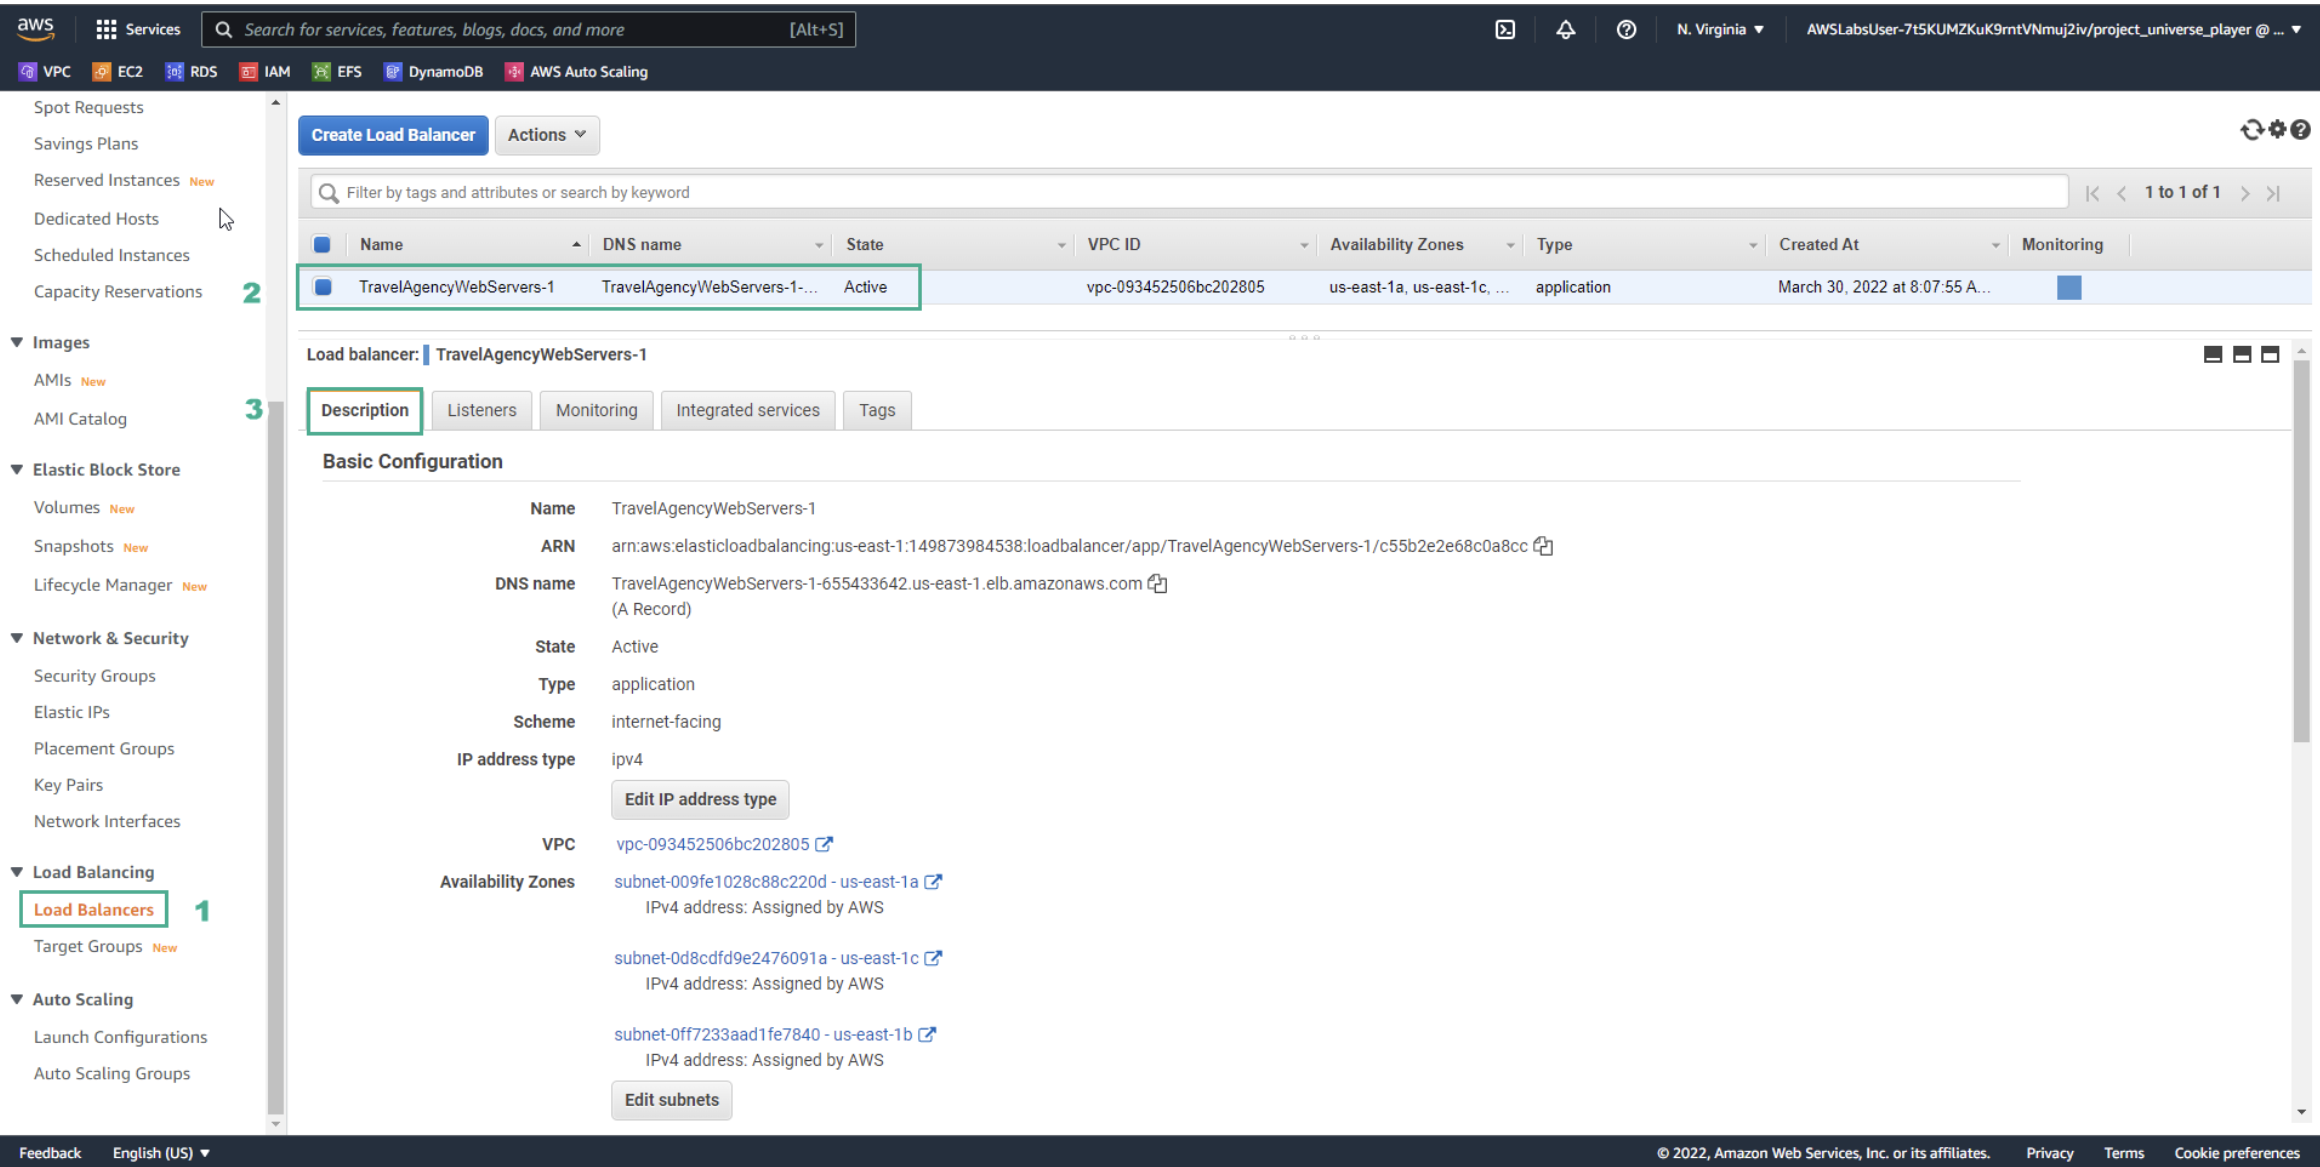 aws
Services
Search for services, features, blogs, docs, and more
[Alt+S]
N. Virginia ▼
AWSLabsUser-7t5KUMZKuK9rntVNmuj2iv/project_universe_player @ ... ▼
VPC
EC2
RDS
IAM
EFS
DynamoDB
AWS Auto Scaling
Spot Requests
Savings Plans
Reserved Instances New
Dedicated Hosts
Scheduled Instances
Capacity Reservations
2
Images
AMIs New
AMI Catalog
3
Elastic Block Store
Volumes New
Snapshots New
Lifecycle Manager New
Network & Security
Security Groups
Elastic IPs
Placement Groups
Key Pairs
Network Interfaces
Load Balancing
Load Balancers
1
Target Groups New
Auto Scaling
Launch Configurations
Auto Scaling Groups
Create Load Balancer
Actions
Filter by tags and attributes or search by keyword
1 to 1 of 1
Name DNS name State VPC ID Availability Zones Type Created At Monitoring
TravelAgencyWebServers-1 TravelAgencyWebServers-1-... Active vpc-093452506bc202805 us-east-1a, us-east-1c, ... application March 30, 2022 at 8:07:55 A...
Load balancer: TravelAgencyWebServers-1
Description
Listeners
Monitoring
Integrated services
Tags
Basic Configuration
Name TravelAgencyWebServers-1
ARN arn:aws:elasticloadbalancing:us-east-1:149873984538:loadbalancer/app/TravelAgencyWebServers-1/c55b2e2e68c0a8cc
DNS name TravelAgencyWebServers-1-655433642.us-east-1.elb.amazonaws.com
(A Record)
State Active
Type application
Scheme internet-facing
IP address type ipv4
Edit IP address type
VPC vpc-093452506bc202805
Availability Zones subnet-009fe1028c88c220d - us-east-1a
IPv4 address: Assigned by AWS
subnet-0d8cdfd9e2476091a - us-east-1c
IPv4 address: Assigned by AWS
subnet-0ff7233aad1fe7840 - us-east-1b
IPv4 address: Assigned by AWS
Edit subnets
Feedback
English (US) ▼
© 2022, Amazon Web Services, Inc. or its affiliates.
Privacy
Terms
Cookie preferences